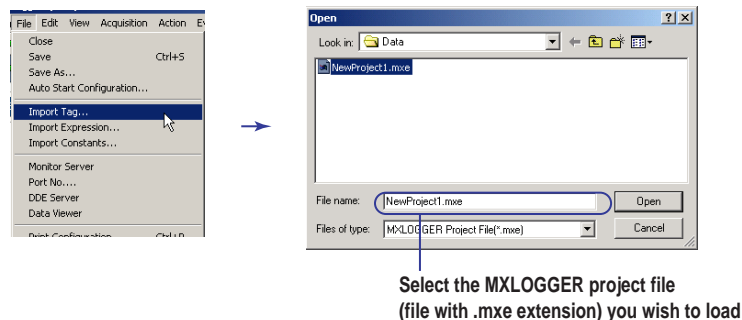 File Edit View Acquisition Action
Close
Save Ctrl+S
Save As...
Auto Start Configuration...
Import Tag...
Import Expression...
Import Constants...
Monitor Server
Port No....
DDE Server
Data Viewer
Print Configuration Ctrl+P
Open
Look in: Data
NewProject1.mxe
File name: NewProject1.mxe Open
Files of type: MXLOGGER Project File(*.mxe) Cancel
Select the MXLOGGER project file
(file with .mxe extension) you wish to load